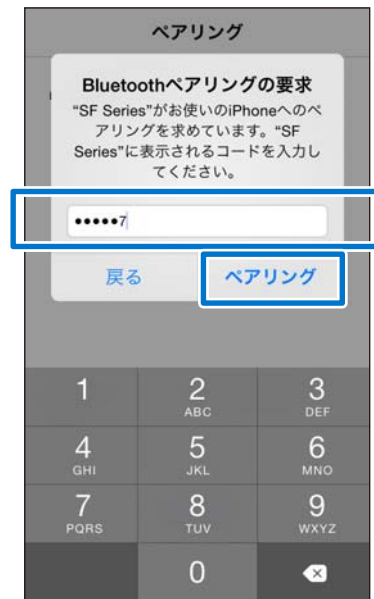 ペアリング
Bluetoothペアリングの要求
“SF Series”がお使いのiPhoneへのペ
アリングを求めています。“SF
Series”に表示されるコードを入力し
てください。
•••••7
戻る ペアリング
1 2 3
ABC DEF
4 5 6
GHI JKL MNO
7 8 9
PQRS TUV WXYZ
0